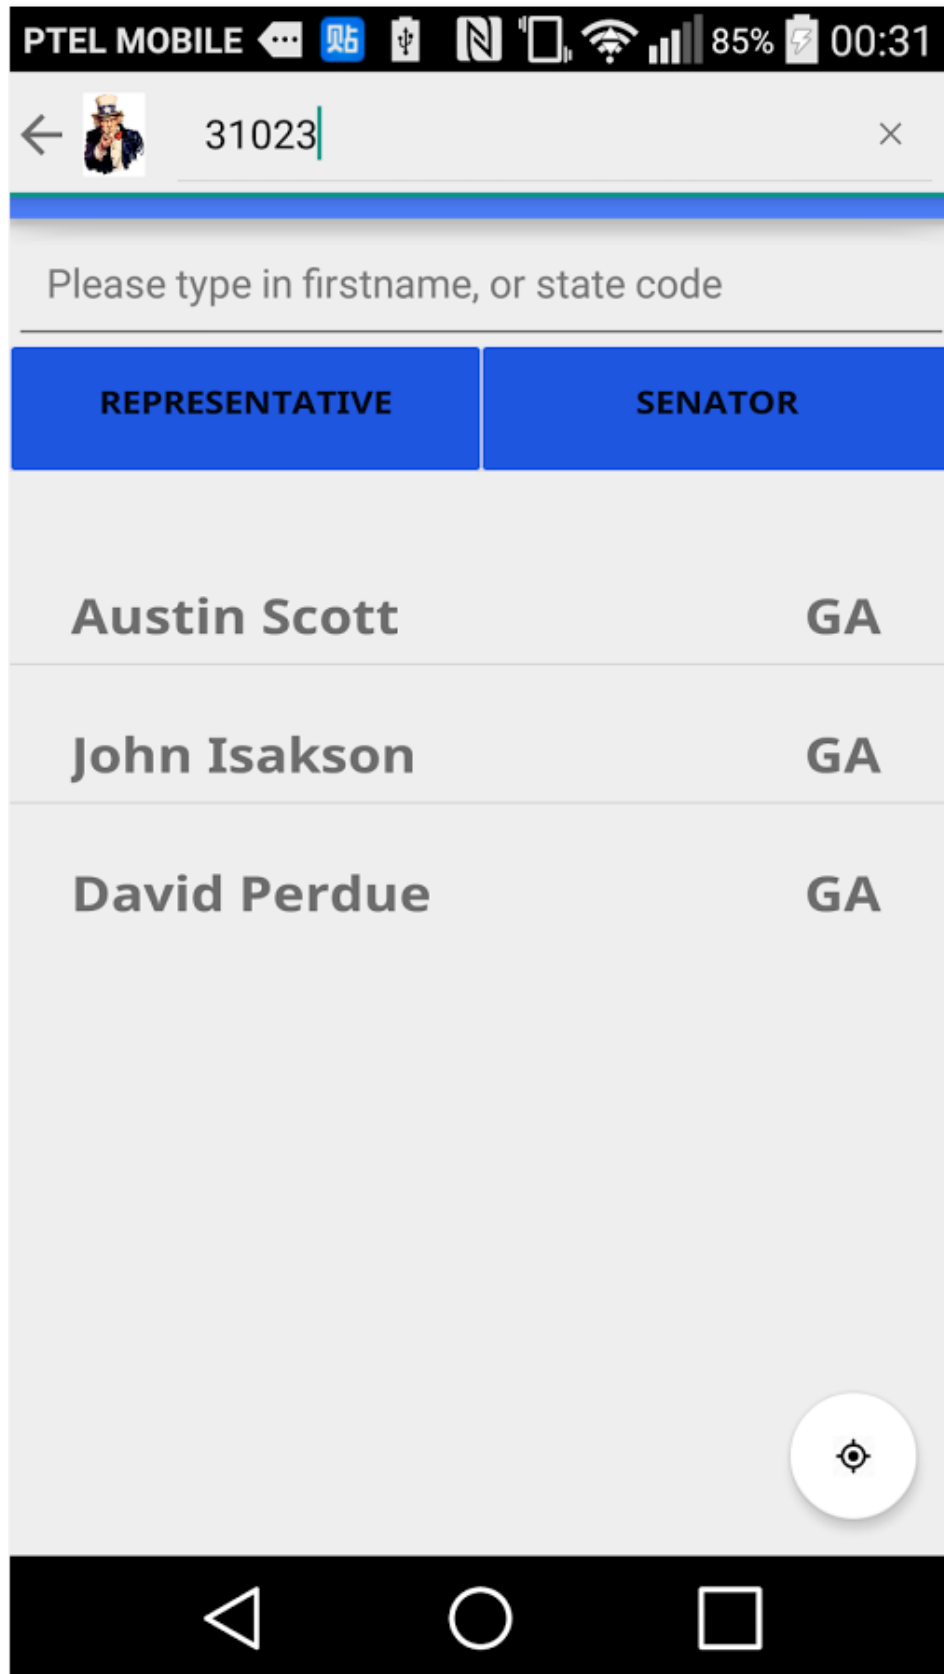 PTEL MOBILE 贴 85% 00:31
31023
Please type in firstname, or state code
REPRESENTATIVE SENATOR
Austin Scott GA
John Isakson GA
David Perdue GA